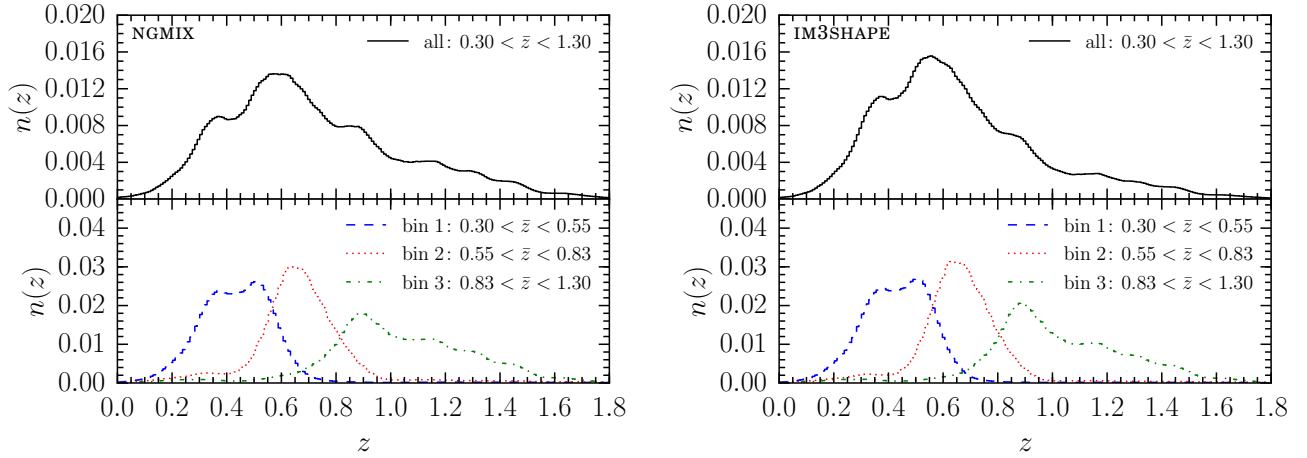 NGMIX
all: 0.30 < z̄ < 1.30
n(z)
0.020
0.016
0.012
0.008
0.004
0.000
bin 1: 0.30 < z̄ < 0.55
bin 2: 0.55 < z̄ < 0.83
bin 3: 0.83 < z̄ < 1.30
n(z)
0.04
0.03
0.02
0.01
0.00
0.0 0.2 0.4 0.6 0.8 1.0 1.2 1.4 1.6 1.8
z
IM3SHAPE
all: 0.30 < z̄ < 1.30
n(z)
0.020
0.016
0.012
0.008
0.004
0.000
bin 1: 0.30 < z̄ < 0.55
bin 2: 0.55 < z̄ < 0.83
bin 3: 0.83 < z̄ < 1.30
n(z)
0.04
0.03
0.02
0.01
0.00
0.0 0.2 0.4 0.6 0.8 1.0 1.2 1.4 1.6 1.8
z